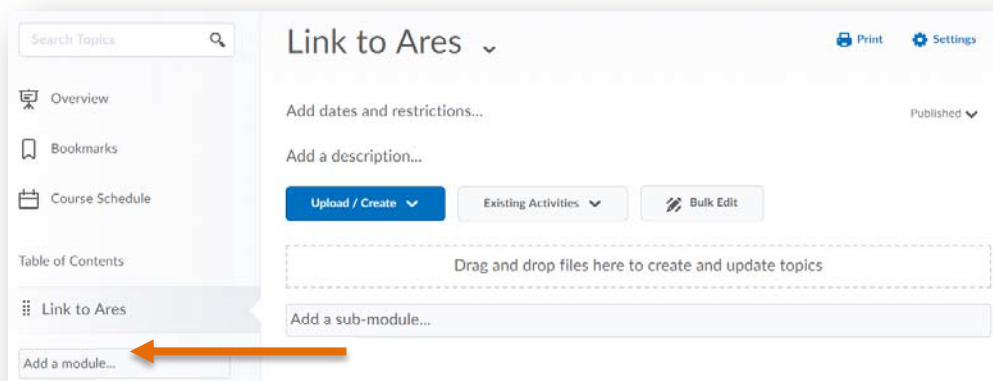 Search Topics
Overview
Bookmarks
Course Schedule
Table of Contents
Link to Ares
Add a module...
Link to Ares
Print
Settings
Add dates and restrictions...
Published
Add a description...
Upload / Create
Existing Activities
Bulk Edit
Drag and drop files here to create and update topics
Add a sub-module...